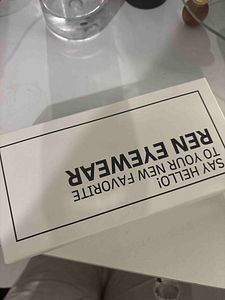 SAY HELLO!
TO YOUR NEW FAVORITE
REN EYEWEAR